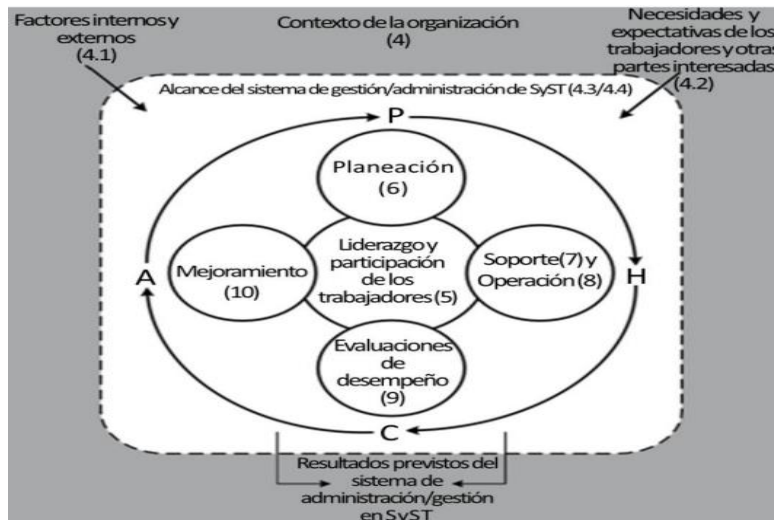 Factores internos y
externos
(4.1)
Contexto de la organización
(4)
Necesidades y
expectativas de los
trabajadores y otras
partes interesadas
(4.2)
Alcance del sistema de gestión/administración de SyST (4.3/4.4)
P
Planeación
(6)
A
Mejoramiento
(10)
Liderazgo y
participación
de los
trabajadores (5)
Soporte(7) y
Operación (8)
H
Evaluaciones
de
desempeño
(9)
C
Resultados previstos del
sistema de
administración/gestión
en SyST